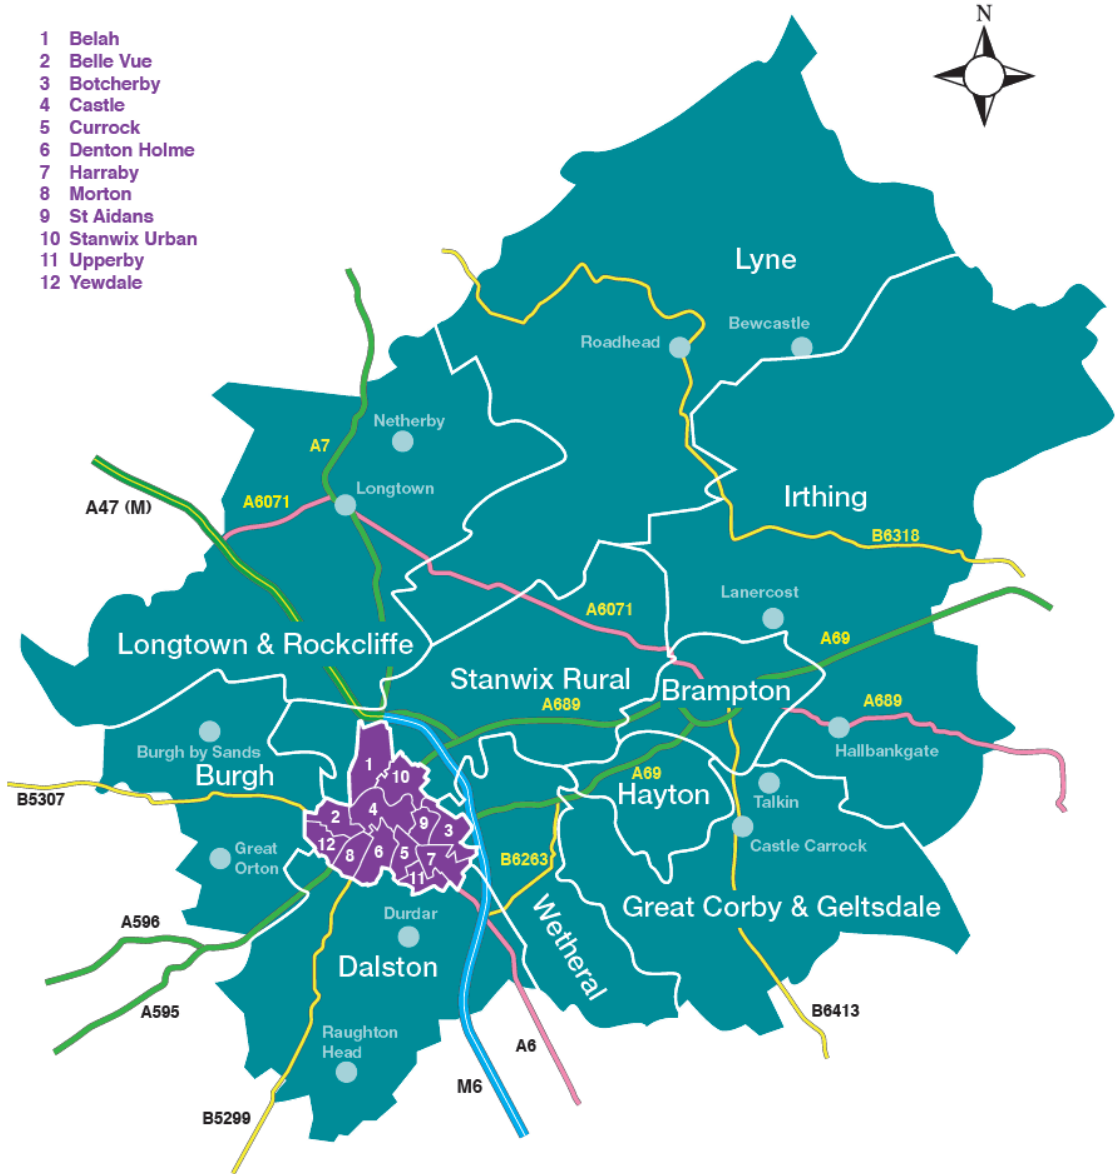 N
1 Belah
2 Belle Vue
3 Botcherby
4 Castle
5 Currock
6 Denton Holme
7 Harraby
8 Morton
9 St Aidans
10 Stanwix Urban
11 Upperby
12 Yewdale
Lyne
Bewcastle
Roadhead
Netherby
A7
Longtown
A6071
A47 (M)
Irthing
B6318
Lanercost
A6071
A69
Longtown & Rockcliffe
Stanwix Rural
Brampton
A689
A689
Hallbankgate
Burgh by Sands
Burgh
B5307
A69
Hayton
Talkin
Castle Carrock
1
10
4
2
9
3
12
8
6
5
7
11
Great
Orton
B6263
Great Corby & Geltsdale
Wetheral
A596
Durdar
Dalston
A595
B6413
Raughton
Head
A6
M6
B5299